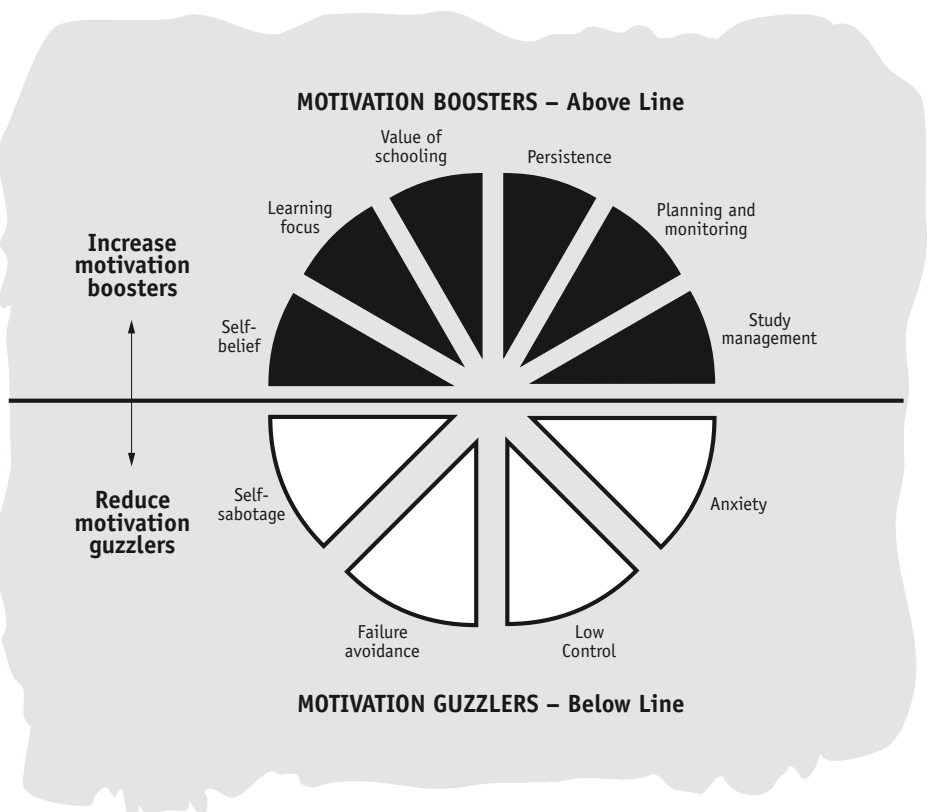 MOTIVATION BOOSTERS – Above Line
Value of
schooling
Persistence
Learning
focus
Planning and
monitoring
Increase
motivation
boosters
Self-
belief
Study
management
Reduce
motivation
guzzlers
Self-
sabotage
Anxiety
Failure
avoidance
Low
Control
MOTIVATION GUZZLERS – Below Line